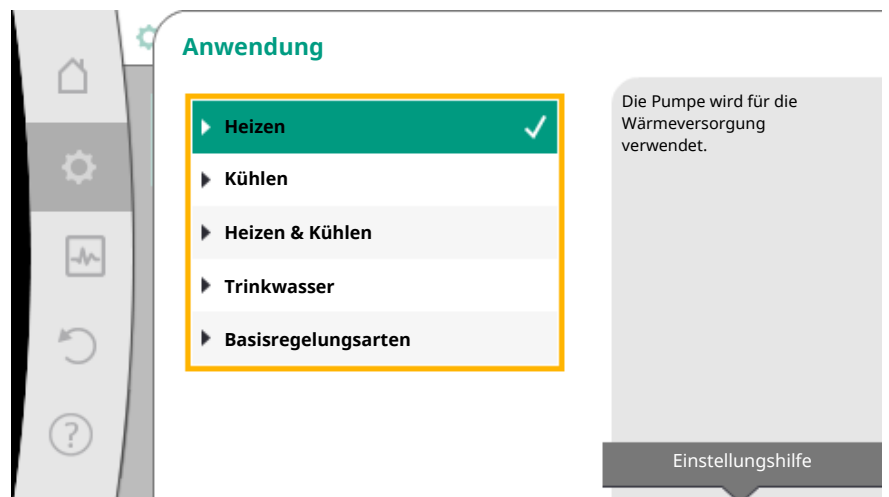 Anwendung
Heizen
Kühlen
Heizen & Kühlen
Trinkwasser
Basisregelungsarten
Die Pumpe wird für die
Wärmeversorgung
verwendet.
Einstellungshilfe
?